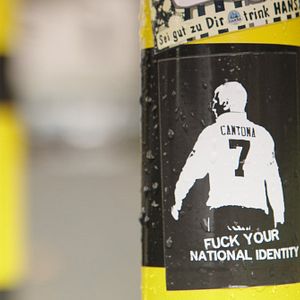 Sei gut zu Dir trink HANS
CANTONA
7
FUCK YOUR
NATIONAL IDENTITY